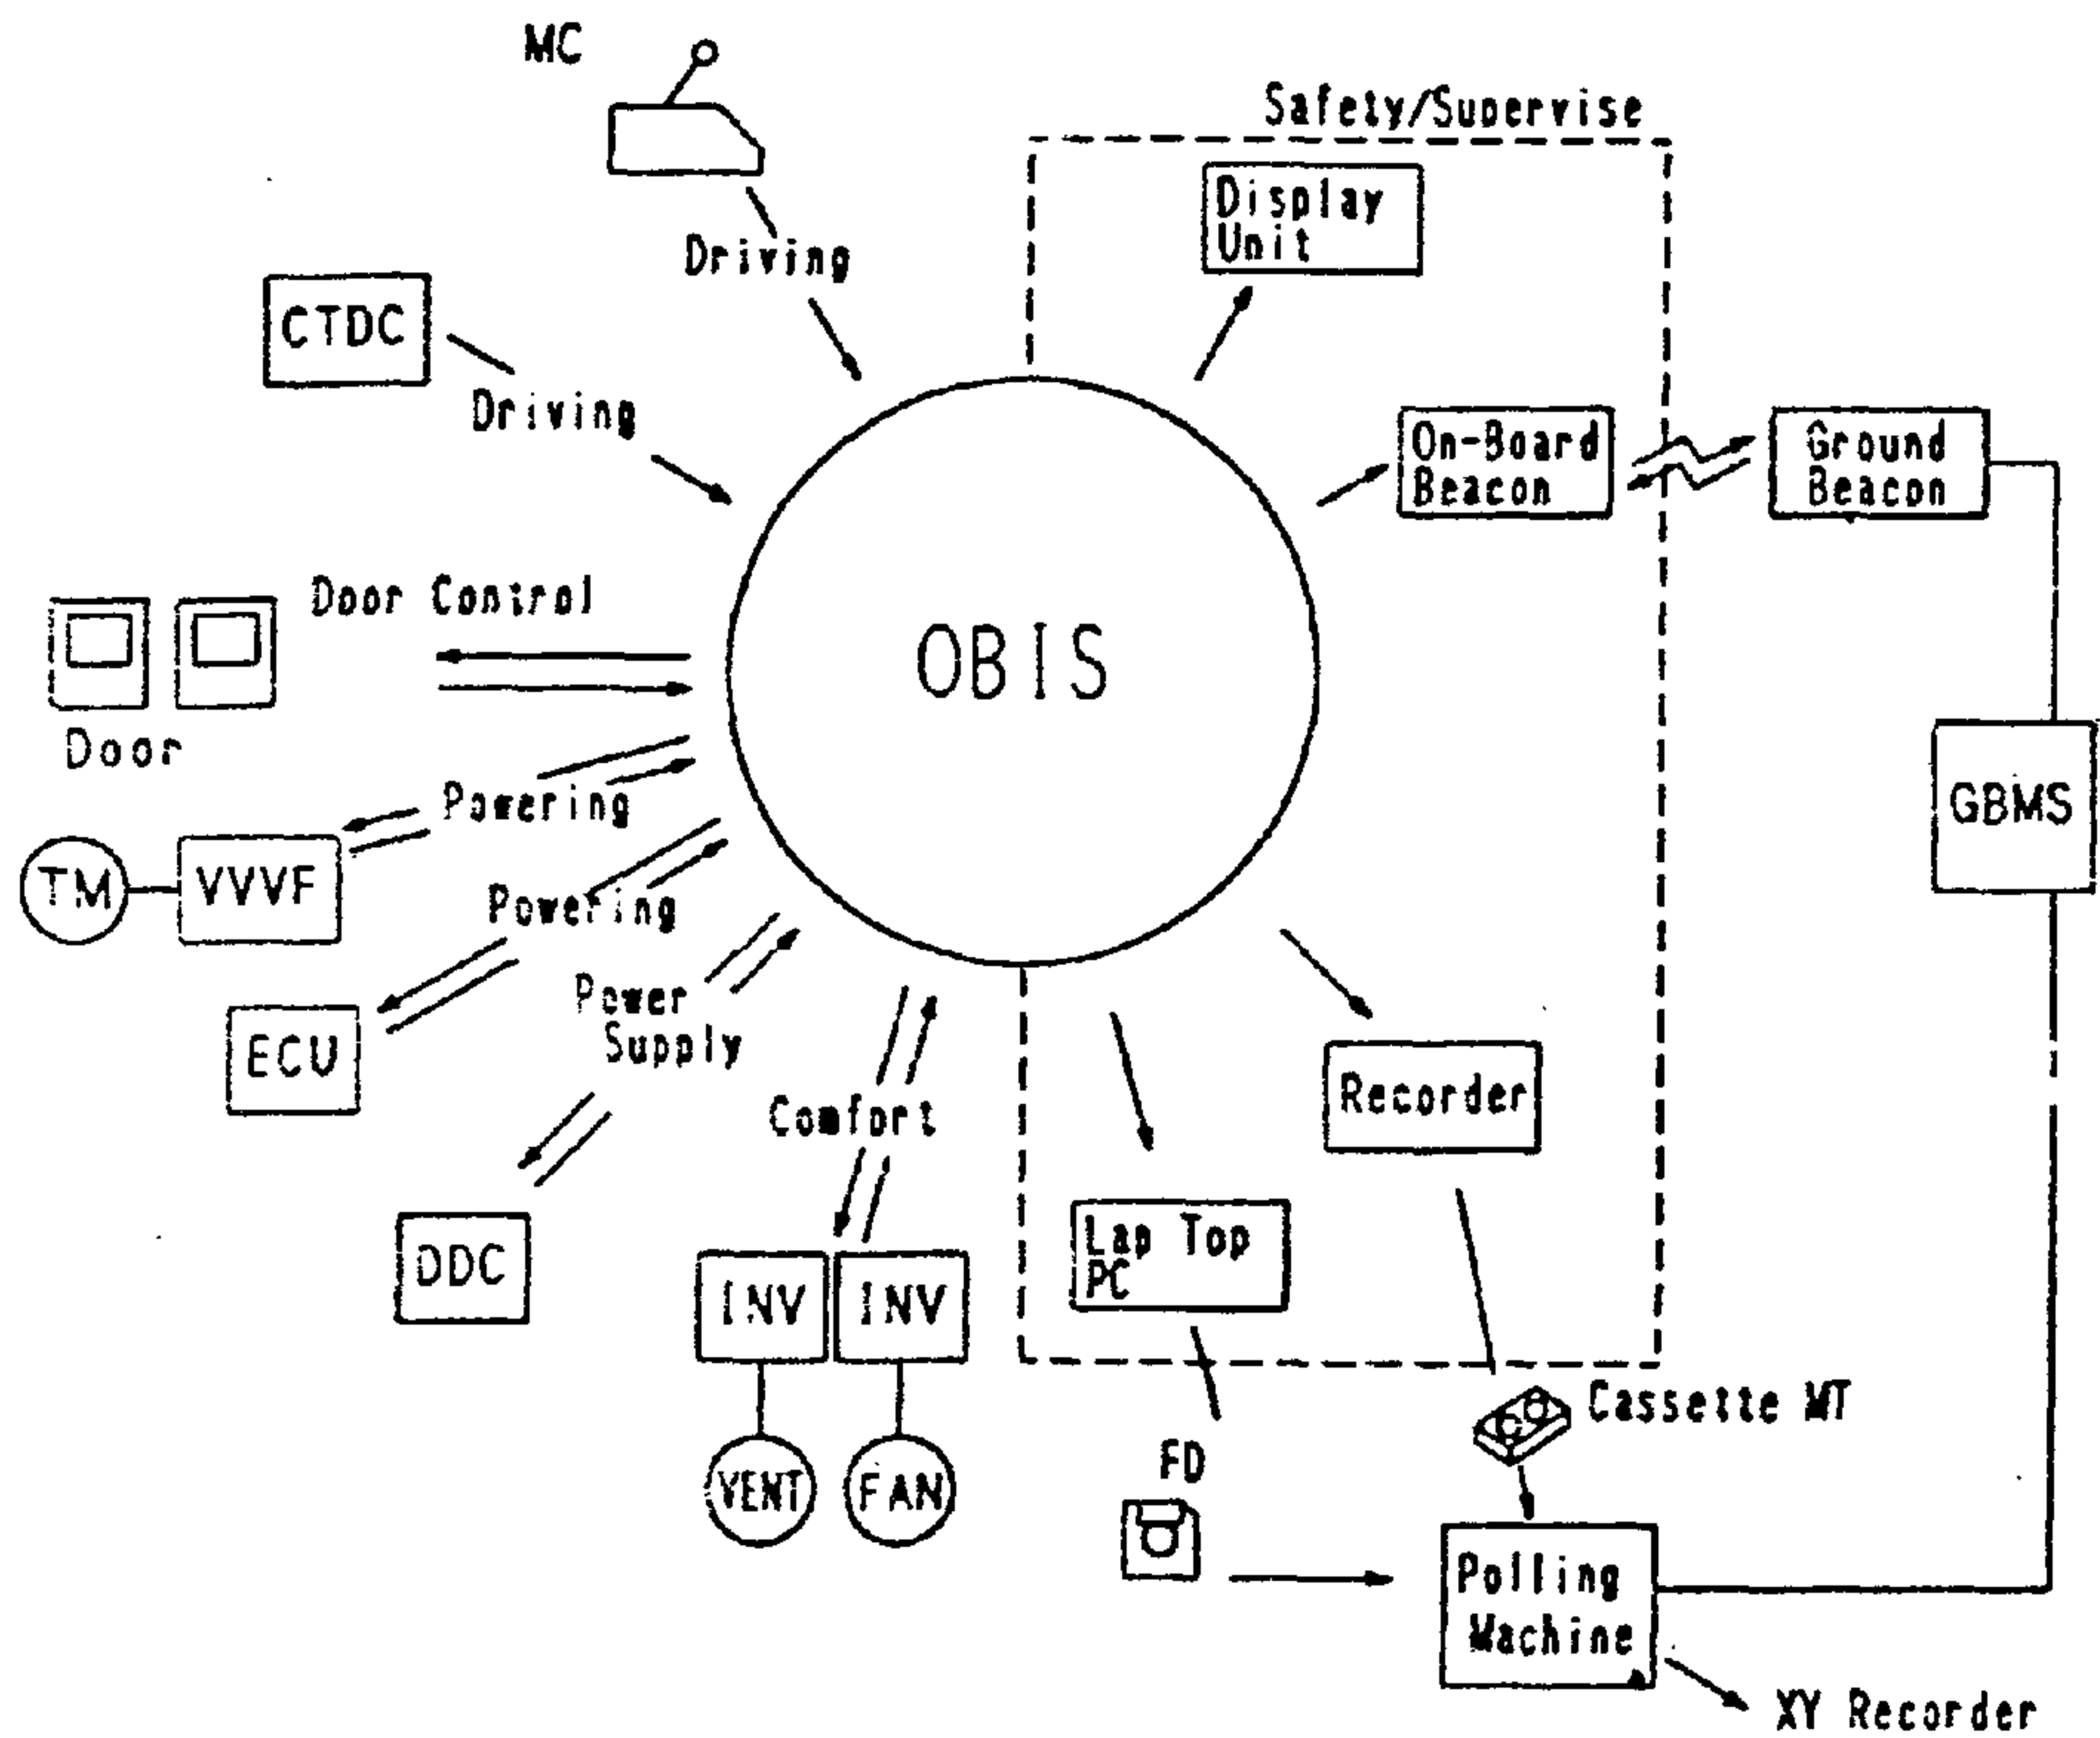 MC
Safety/Supervise
Display
Unit
Driving
CTDC
Driving
On-Board
Beacon
Ground
Beacon
Door Control
OBIS
Door
Powering
GBMS
TM
VVVF
Powering
Power
Supply
ECU
Comfort
Recorder
DDC
Lap Top
PC
INV
INV
Cassette MT
FD
VENT
FAN
Polling
Machine
XY Recorder